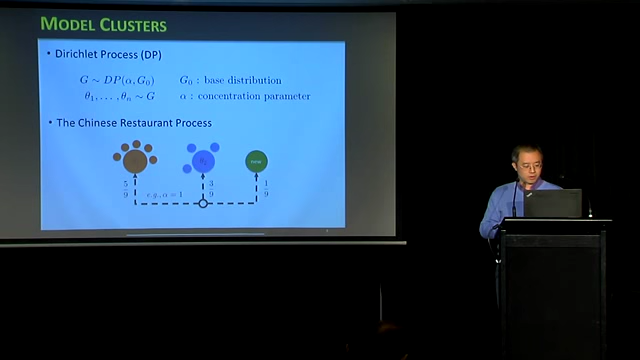 MODEL CLUSTERS
• Dirichlet Process (DP)
G ∼ DP(α, G₀) G₀ : base distribution
θ₁, . . . , θₙ ∼ G α : concentration parameter
• The Chinese Restaurant Process
θ₁ new
5/9 e.g., α = 1 3/9 1/9